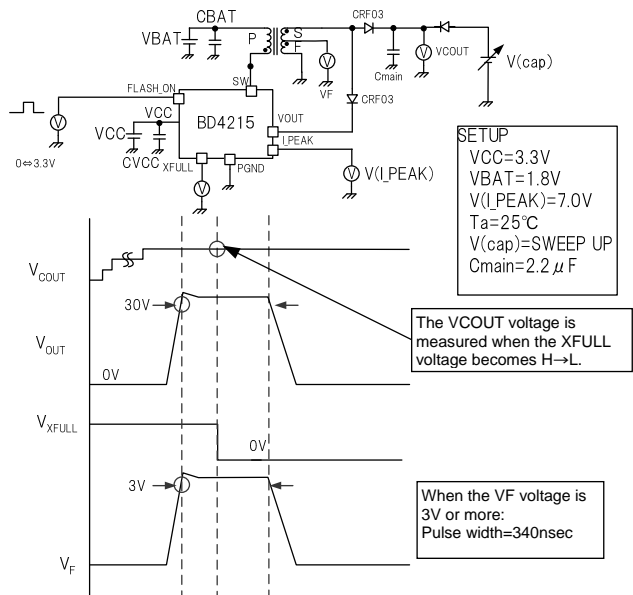 CBAT
VBAT
P
S
F
CRF03
Cmain
VCOUT
V(cap)
VF
CRF03
FLASH_ON
SW
VCC
VCC
CVCC
BD4215
VOUT
I_PEAK
XFULL
PGND
V(I_PEAK)
0⇔3.3V
V
V
V
V
V
SETUP
VCC=3.3V
VBAT=1.8V
V(I_PEAK)=7.0V
Ta=25℃
V(cap)=SWEEP UP
Cmain=2.2μF
VCOUT
30V
VOUT
0V
The VCOUT voltage is
measured when the XFULL
voltage becomes H→L.
VXFULL
0V
3V
VF
When the VF voltage is
3V or more:
Pulse width=340nsec